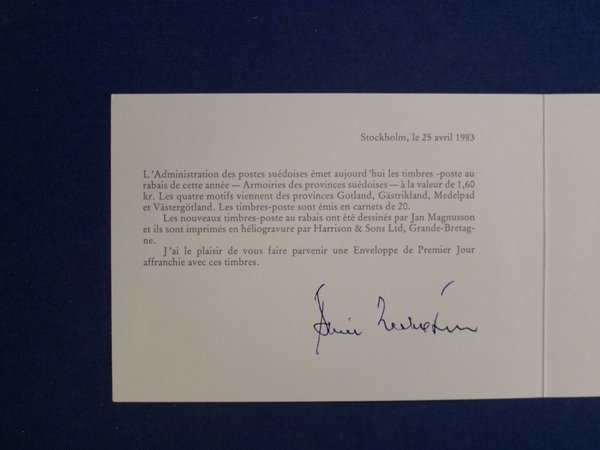 Stockholm, le 25 avril 1983
L'Administration des postes suédoises émet aujourd'hui les timbres -poste au
rabais de cette année — Armoiries des provinces suédoises — à la valeur de 1,60
kr. Les quatre motifs viennent des provinces Gotland, Gästrikland, Medelpad
et Västergötland. Les timbres-poste sont émis en carnets de 20.
Les nouveaux timbres-poste au rabais ont été dessinés par Jan Magnusson
et ils sont imprimés en héliogravure par Harrison & Sons Ltd, Grande-Bretag-
ne.
J'ai le plaisir de vous faire parvenir une Enveloppe de Premier Jour
affranchie avec ces timbres.